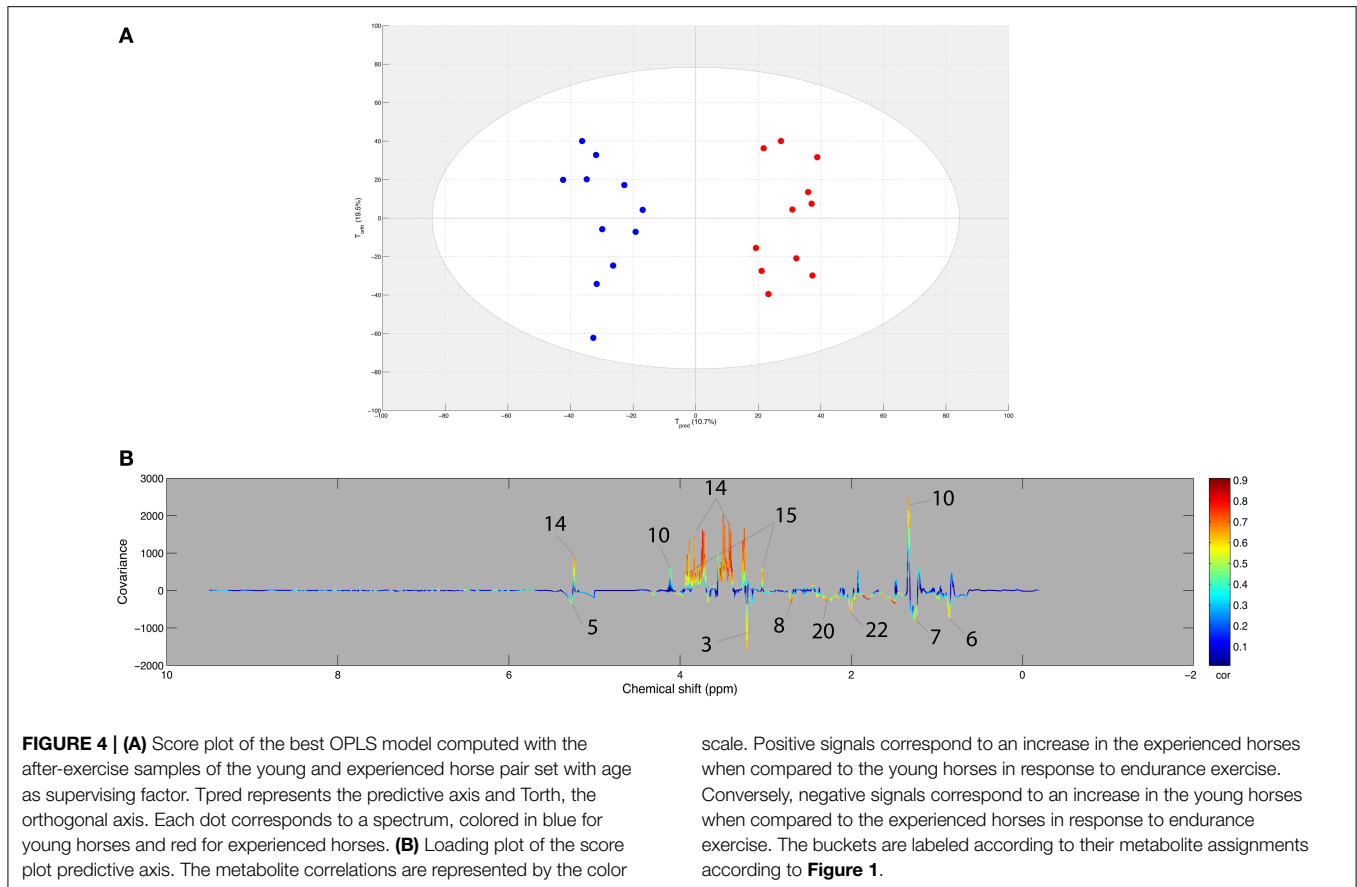 A
100
80
60
40
20
0
−20
−40
−60
−80
−100
T_orth (19.5%)
−100
−80
−60
−40
−20
0
20
40
60
80
100
T_pred (10.7%)
B
3000
2000
1000
0
−1000
−2000
Covariance
14
10
14
15
10
5
3
8
20
22
7
6
10
8
6
4
2
0
−2
Chemical shift (ppm)
0.9
0.8
0.7
0.6
0.5
0.4
0.3
0.2
0.1
cor
FIGURE 4 | (A) Score plot of the best OPLS model computed with the
after-exercise samples of the young and experienced horse pair set with age
as supervising factor. Tpred represents the predictive axis and Torth, the
orthogonal axis. Each dot corresponds to a spectrum, colored in blue for
young horses and red for experienced horses. (B) Loading plot of the score
plot predictive axis. The metabolite correlations are represented by the color
scale. Positive signals correspond to an increase in the experienced horses
when compared to the young horses in response to endurance exercise.
Conversely, negative signals correspond to an increase in the young horses
when compared to the experienced horses in response to endurance
exercise. The buckets are labeled according to their metabolite assignments
according to Figure 1.